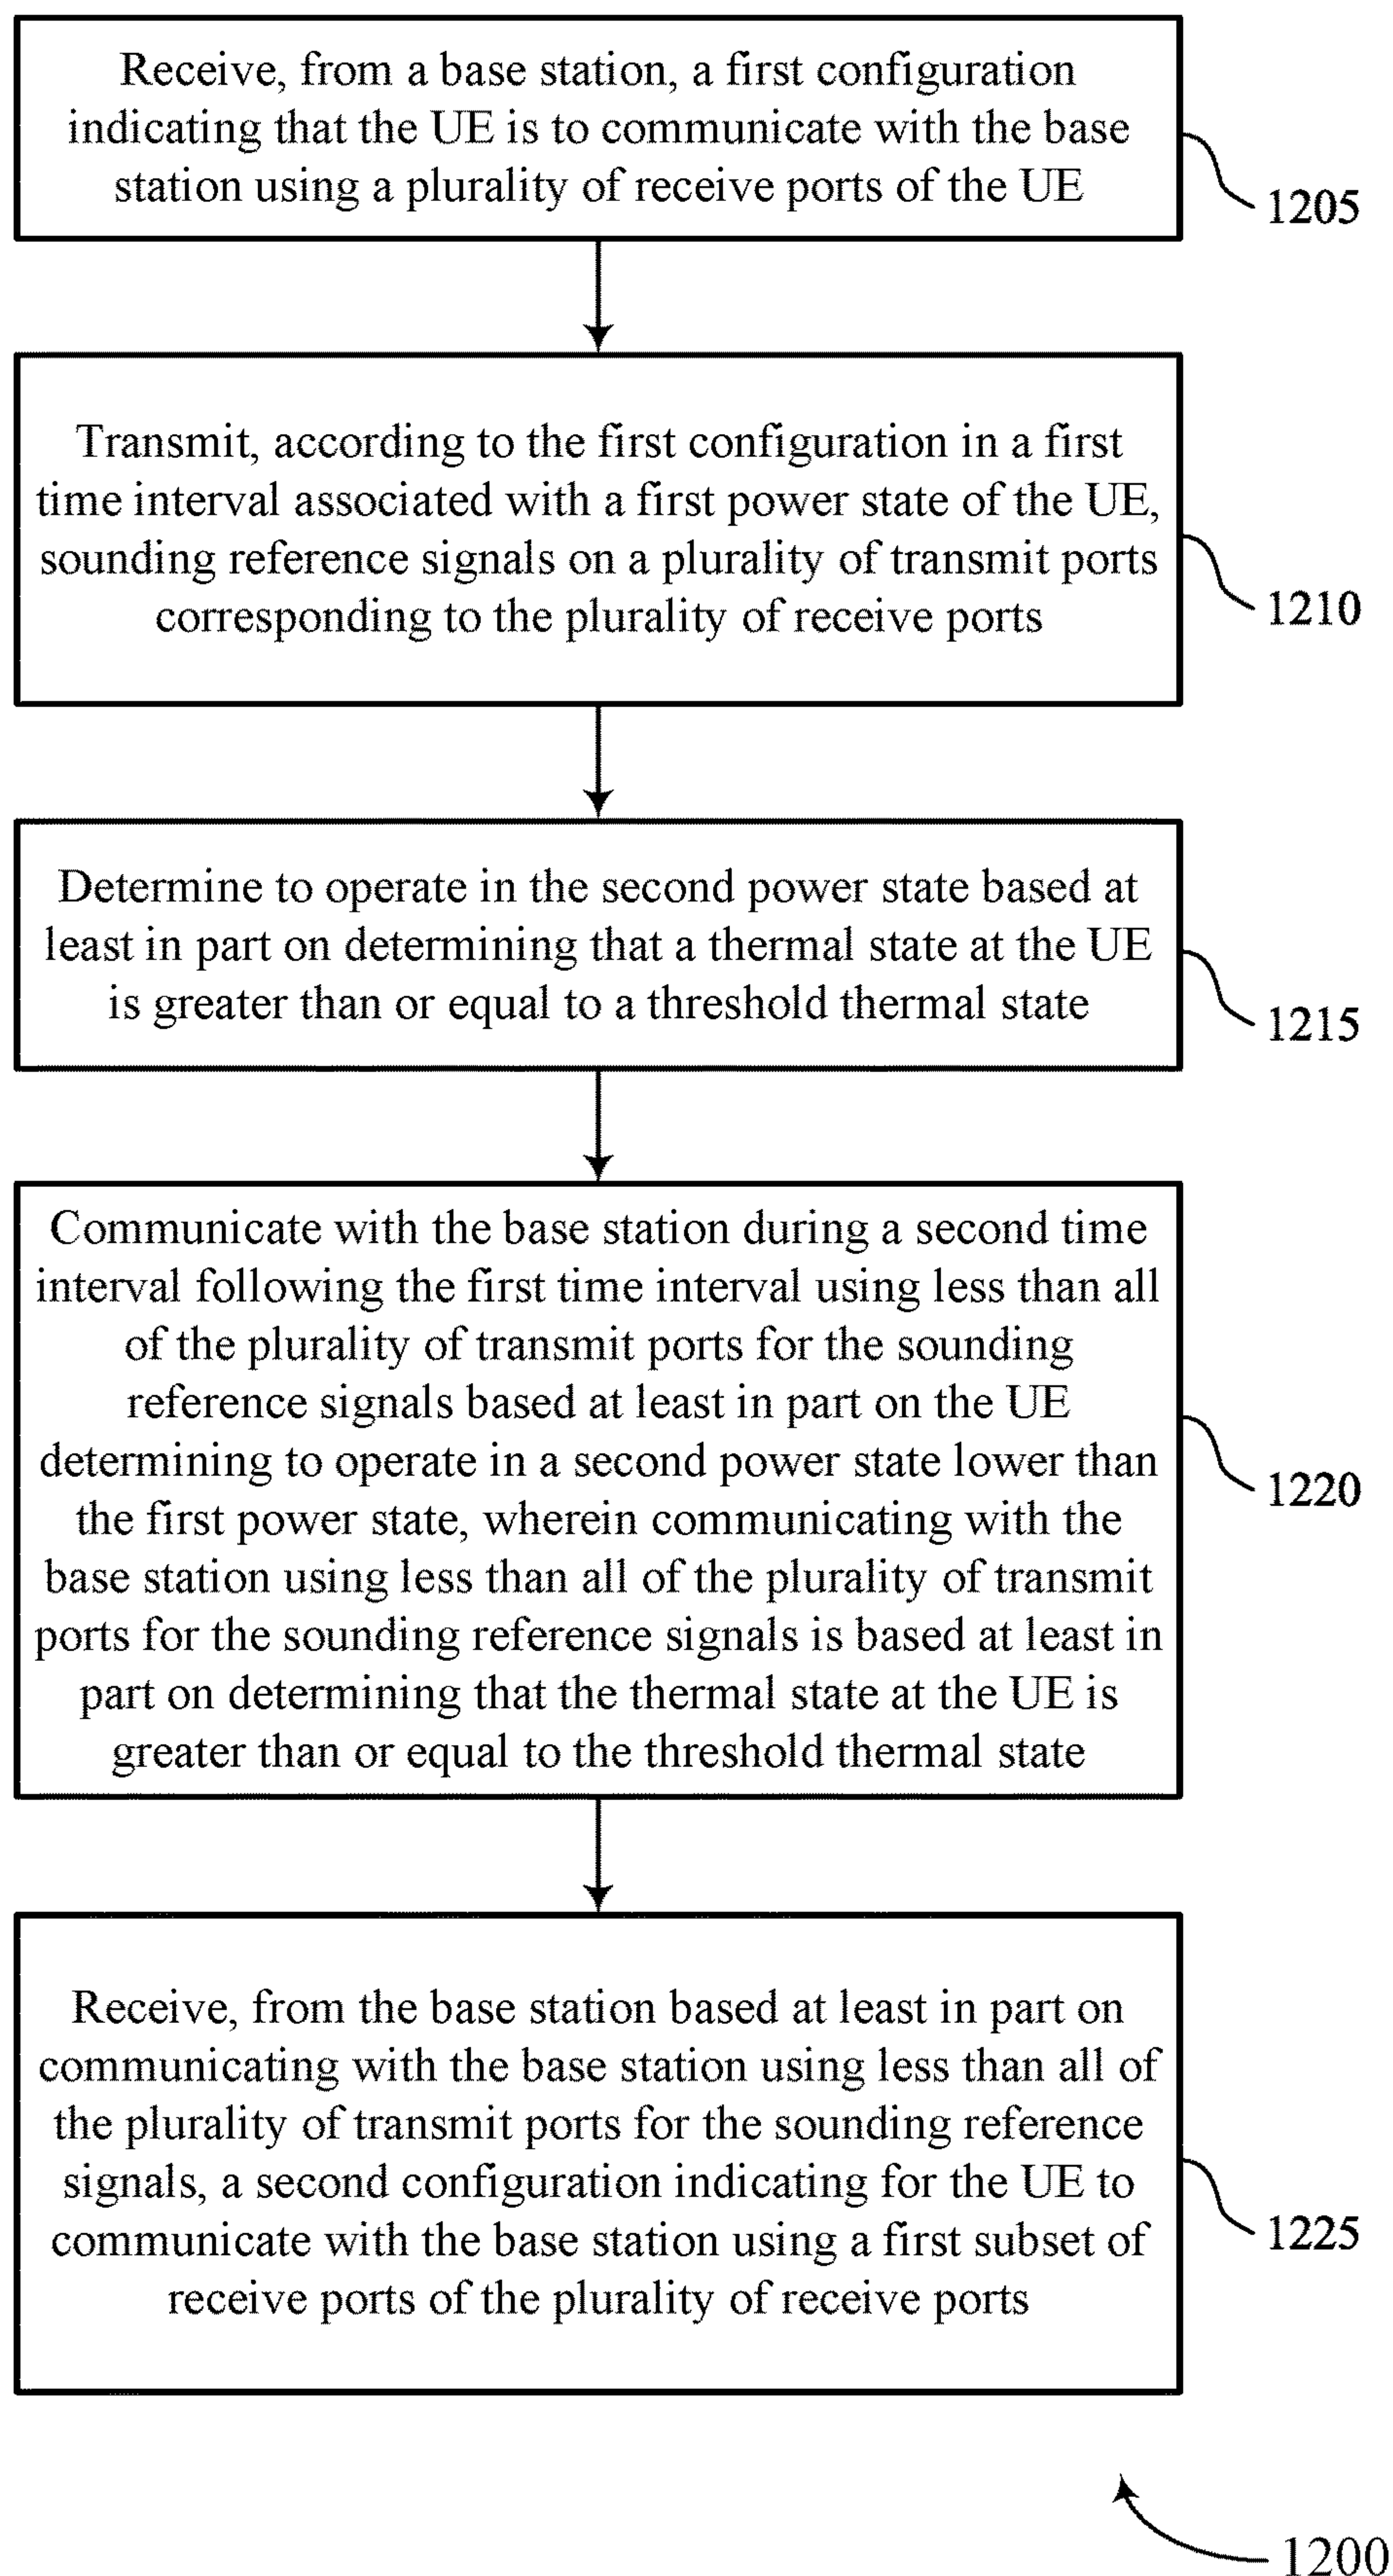 Receive, from a base station, a first configuration
indicating that the UE is to communicate with the base
station using a plurality of receive ports of the UE
1205
Transmit, according to the first configuration in a first
time interval associated with a first power state of the UE,
sounding reference signals on a plurality of transmit ports
corresponding to the plurality of receive ports
1210
Determine to operate in the second power state based at
least in part on determining that a thermal state at the UE
is greater than or equal to a threshold thermal state
1215
Communicate with the base station during a second time
interval following the first time interval using less than all
of the plurality of transmit ports for the sounding
reference signals based at least in part on the UE
determining to operate in a second power state lower than
the first power state, wherein communicating with the
base station using less than all of the plurality of transmit
ports for the sounding reference signals is based at least in
part on determining that the thermal state at the UE is
greater than or equal to the threshold thermal state
1220
Receive, from the base station based at least in part on
communicating with the base station using less than all of
the plurality of transmit ports for the sounding reference
signals, a second configuration indicating for the UE to
communicate with the base station using a first subset of
receive ports of the plurality of receive ports
1225
1200